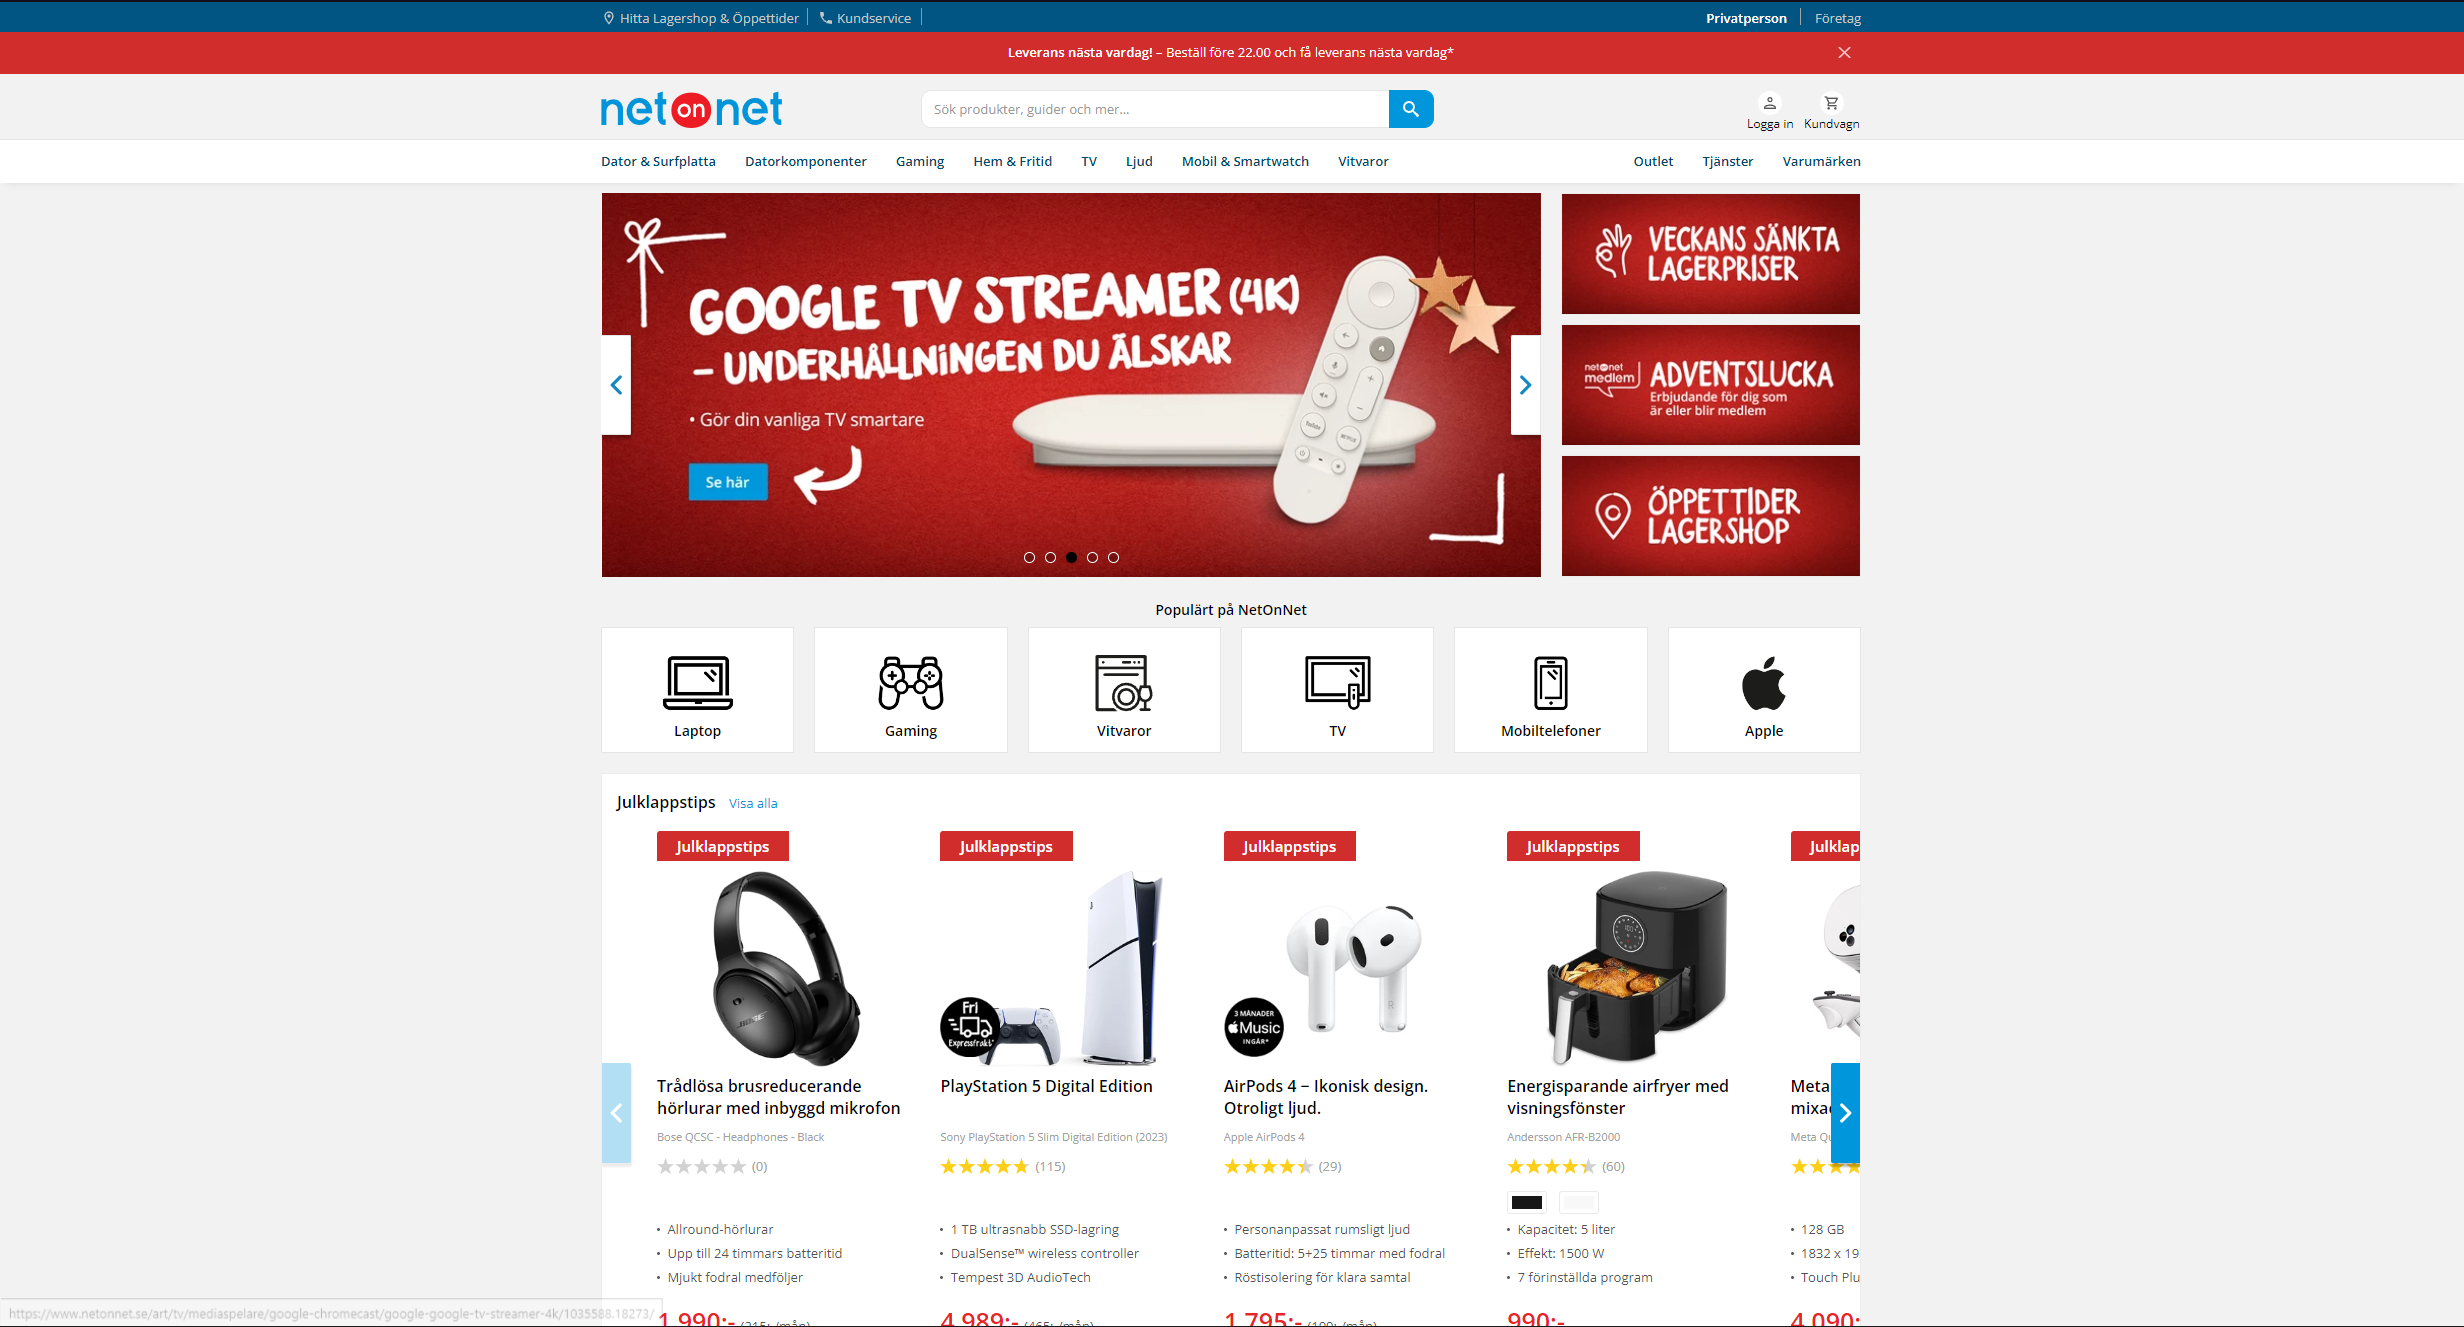 Hitta Lagershop & Öppettider
Kundservice
Privatperson
Företag
Leverans nästa vardag! – Beställ före 22.00 och få leverans nästa vardag*
net on net
Sök produkter, guider och mer...
Logga in
Kundvagn
Dator & Surfplatta
Datorkomponenter
Gaming
Hem & Fritid
TV
Ljud
Mobil & Smartwatch
Vitvaror
Outlet
Tjänster
Varumärken
GOOGLE TV STREAMER (4K)
– UNDERHÅLLNINGEN DU ÄLSKAR
• Gör din vanliga TV smartare
Se här
VECKANS SÄNKTA
LAGERPRISER
netonnet
medlem
ADVENTSLUCKA
Erbjudande för dig som
är eller blir medlem
ÖPPETTIDER
LAGERSHOP
Populärt på NetOnNet
Laptop
Gaming
Vitvaror
TV
Mobiltelefoner
Apple
Julklappstips
Visa alla
Julklappstips
BOSE
Trådlösa brusreducerande
hörlurar med inbyggd mikrofon
Bose QCSC - Headphones - Black
(0)
• Allround-hörlurar
• Upp till 24 timmars batteritid
• Mjukt fodral medföljer
1 990:- (215:-/mån)
Julklappstips
Fri
Expressfrakt*
PlayStation 5 Digital Edition
Sony PlayStation 5 Slim Digital Edition (2023)
(115)
• 1 TB ultrasnabb SSD-lagring
• DualSense™ wireless controller
• Tempest 3D AudioTech
4 989:- (465:-/mån)
Julklappstips
3 MÅNADER
Music
INGÅR*
AirPods 4 – Ikonisk design.
Otroligt ljud.
Apple AirPods 4
(29)
• Personanpassat rumsligt ljud
• Batteritid: 5+25 timmar med fodral
• Röstisolering för klara samtal
1 795:- (199:-/mån)
Julklappstips
Energisparande airfryer med
visningsfönster
Andersson AFR-B2000
(60)
• Kapacitet: 5 liter
• Effekt: 1500 W
• 7 förinställda program
990:-
Julklap
Meta
mixa
Meta Qu
• 128 GB
• 1832 x 19
• Touch Plu
4 090:
https://www.netonnet.se/art/tv/mediaspelare/google-chromecast/google-google-tv-streamer-4k/1035588.18273/